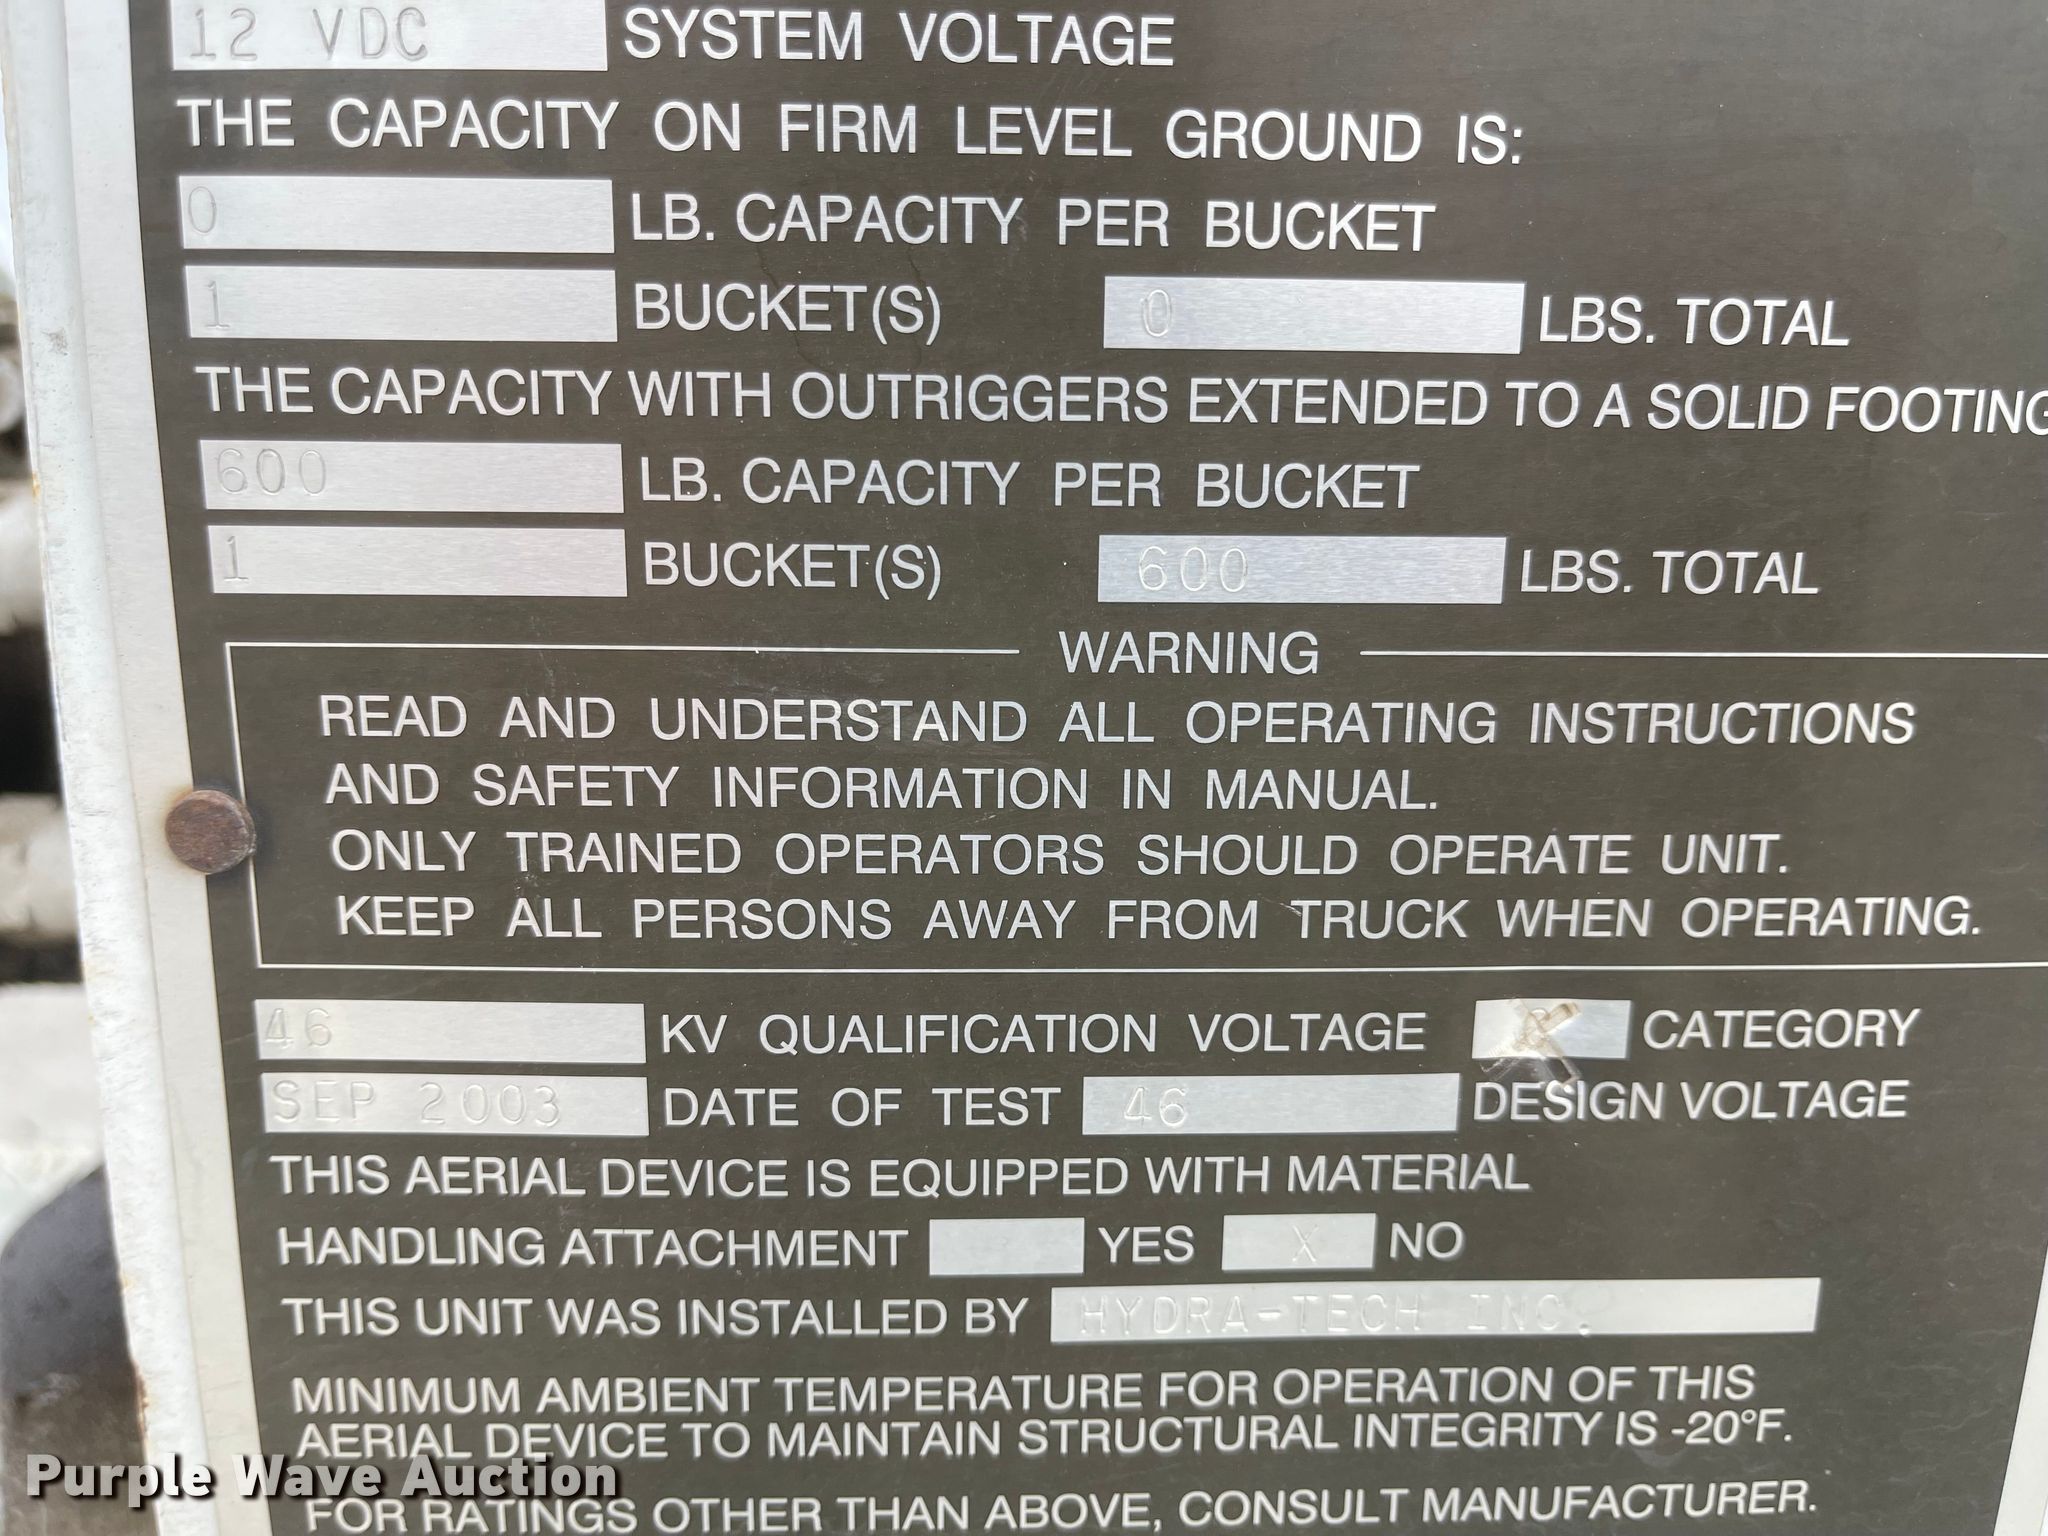 12 VDC SYSTEM VOLTAGE
THE CAPACITY ON FIRM LEVEL GROUND IS:
0 LB. CAPACITY PER BUCKET
1 BUCKET(S) 0 LBS. TOTAL
THE CAPACITY WITH OUTRIGGERS EXTENDED TO A SOLID FOOTING
600 LB. CAPACITY PER BUCKET
1 BUCKET(S) 600 LBS. TOTAL
WARNING
READ AND UNDERSTAND ALL OPERATING INSTRUCTIONS
AND SAFETY INFORMATION IN MANUAL.
ONLY TRAINED OPERATORS SHOULD OPERATE UNIT.
KEEP ALL PERSONS AWAY FROM TRUCK WHEN OPERATING.
46 KV QUALIFICATION VOLTAGE CATEGORY
SEP 2003 DATE OF TEST 46 DESIGN VOLTAGE
THIS AERIAL DEVICE IS EQUIPPED WITH MATERIAL
HANDLING ATTACHMENT YES X NO
THIS UNIT WAS INSTALLED BY HYDRA-TECH INC.
MINIMUM AMBIENT TEMPERATURE FOR OPERATION OF THIS
AERIAL DEVICE TO MAINTAIN STRUCTURAL INTEGRITY IS -20°F.
Purple Wave Auction
FOR RATINGS OTHER THAN ABOVE, CONSULT MANUFACTURER.